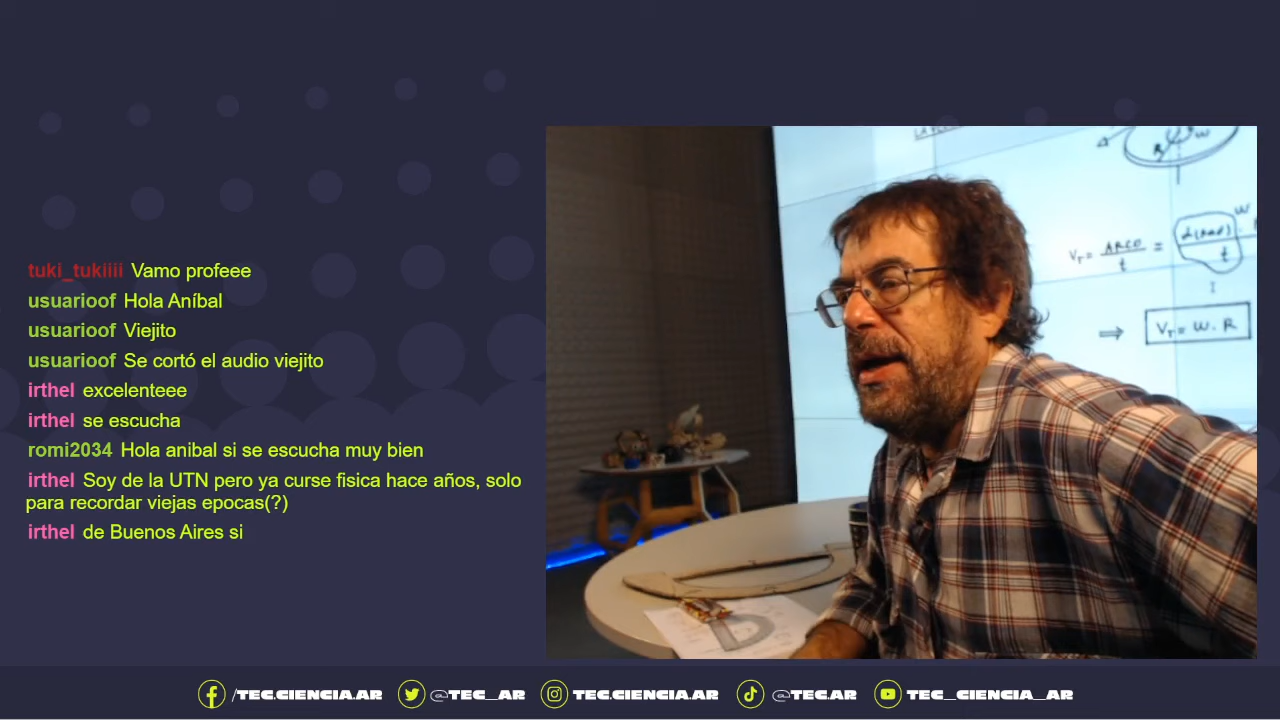 tuki_tukiiii Vamo profeee
usuarioof Hola Aníbal
usuarioof Viejito
usuarioof Se cortó el audio viejito
irthel excelenteee
irthel se escucha
romi2034 Hola anibal si se escucha muy bien
irthel Soy de la UTN pero ya curse fisica hace años, solo
para recordar viejas epocas(?)
irthel de Buenos Aires si
R W
W
V_T = ARCO / t = α(RAD) / t
⇒ V_T = W . R
/TEC.CIENCIA.AR @TEC_AR TEC.CIENCIA.AR @TEC.AR TEC_CIENCIA_AR